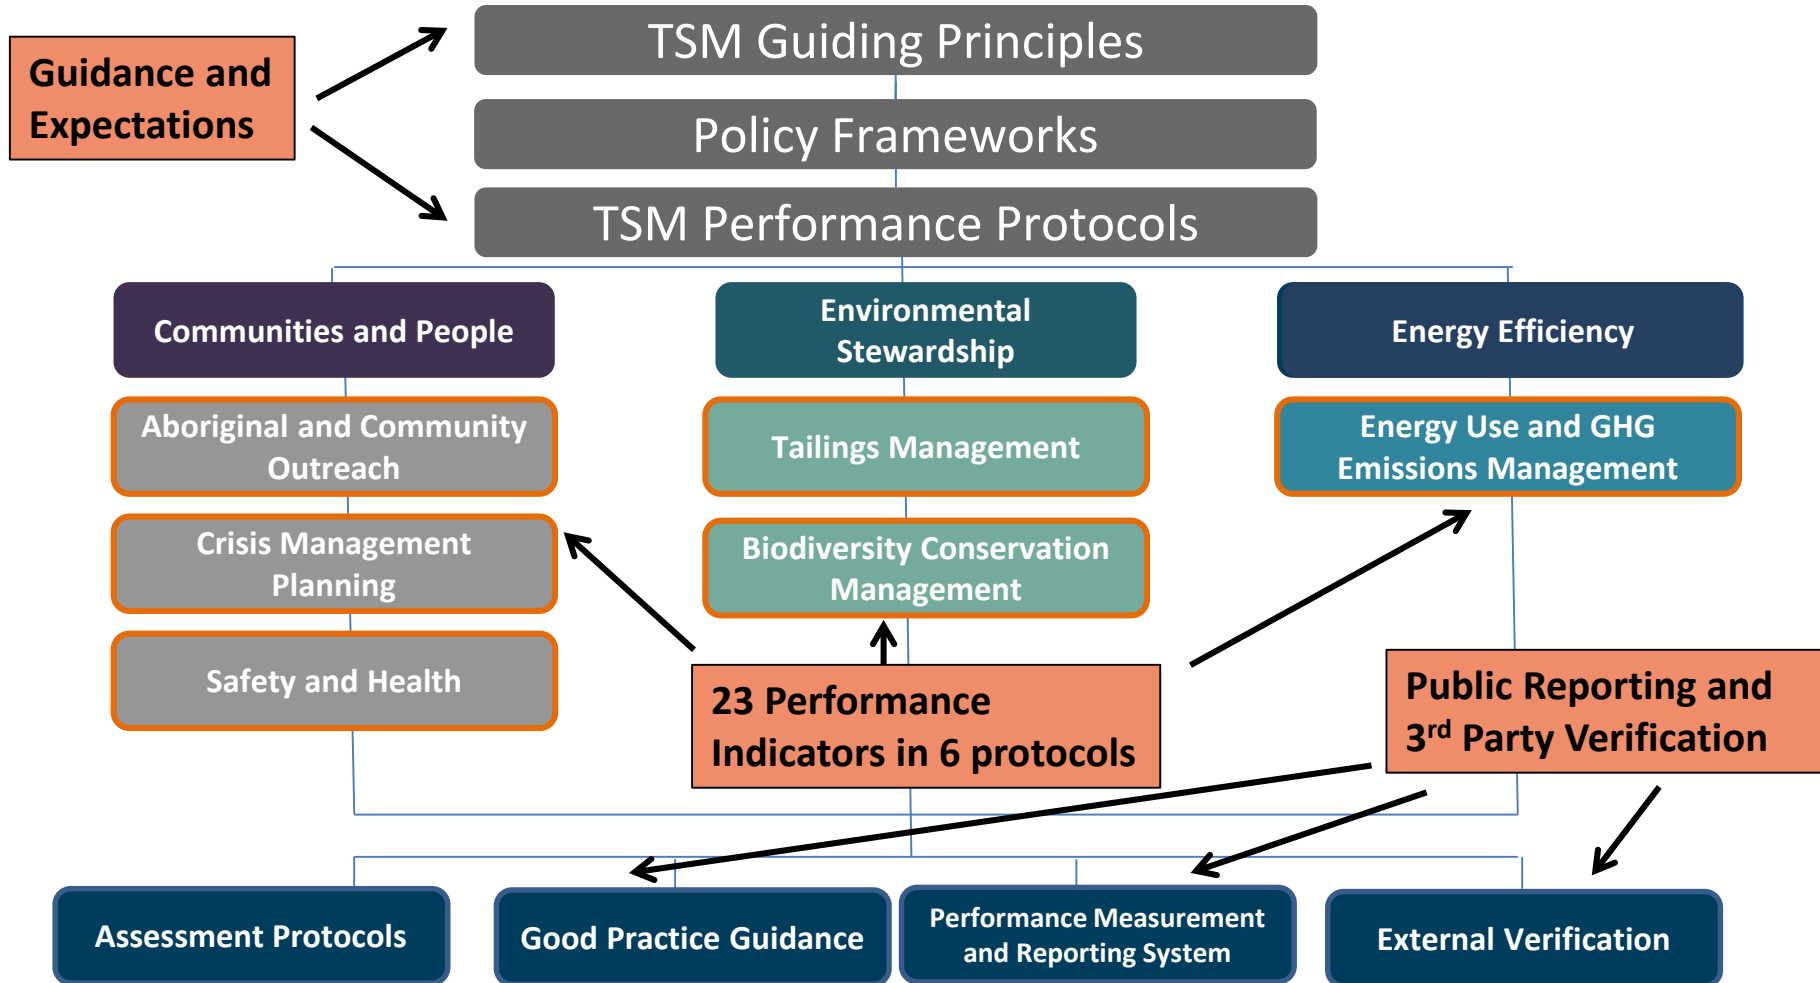 TSM Guiding Principles
Guidance and
Expectations
Policy Frameworks
TSM Performance Protocols
Communities and People
Environmental
Stewardship
Energy Efficiency
Aboriginal and Community
Outreach
Tailings Management
Energy Use and GHG
Emissions Management
Crisis Management
Planning
Biodiversity Conservation
Management
Safety and Health
23 Performance
Indicators in 6 protocols
Public Reporting and
3rd Party Verification
Assessment Protocols
Good Practice Guidance
Performance Measurement
and Reporting System
External Verification